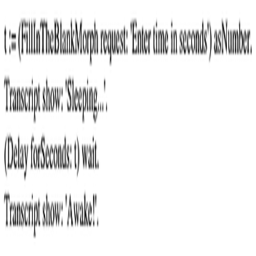 t := (FillInTheBlankMorph request: 'Enter time in seconds') asNumber.
Transcript show: 'Sleeping...'.
(Delay forSeconds: t) wait.
Transcript show: 'Awake!'.